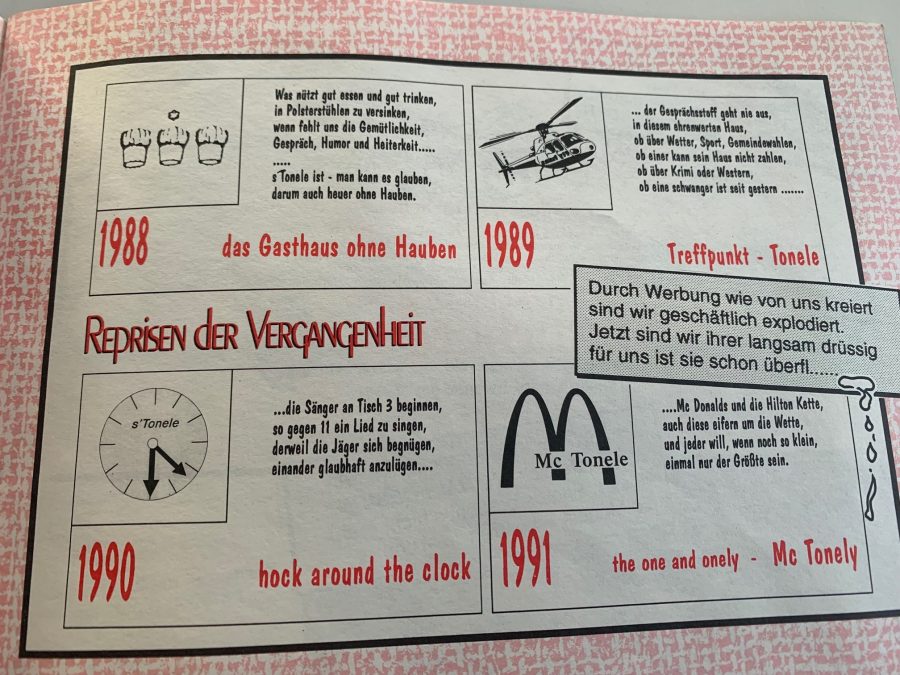 Was nützt gut essen und gut trinken,
in Polsterstühlen zu versinken,
wenn fehlt uns die Gemütlichkeit,
Gespräch, Humor und Heiterkeit.....
.....
s'Tonele ist - man kann es glauben,
darum auch heuer ohne Hauben.
1988
das Gasthaus ohne Hauben
... der Gesprächsstoff geht nie aus,
in diesem ehrenwerten Haus,
ob über Wetter, Sport, Gemeindewahlen,
ob einer kann sein Haus nicht zahlen,
ob über Krimi oder Western,
ob eine schwanger ist seit gestern .......
1989
Treffpunkt - Tonele
Reprisen der Vergangenheit
Durch Werbung wie von uns kreiert
sind wir geschäftlich explodiert.
Jetzt sind wir ihrer langsam drüssig
für uns ist sie schon überfl......
s'Tonele
...die Sänger an Tisch 3 beginnen,
so gegen 11 ein Lied zu singen,
derweil die Jäger sich begnügen,
einander glaubhaft anzulügen....
1990
hock around the clock
Mc Tonele
....Mc Donalds und die Hilton Kette,
auch diese eifern um die Wette,
und jeder will, wenn noch so klein,
einmal nur der Größte sein.
1991
the one and onely - Mc Tonely